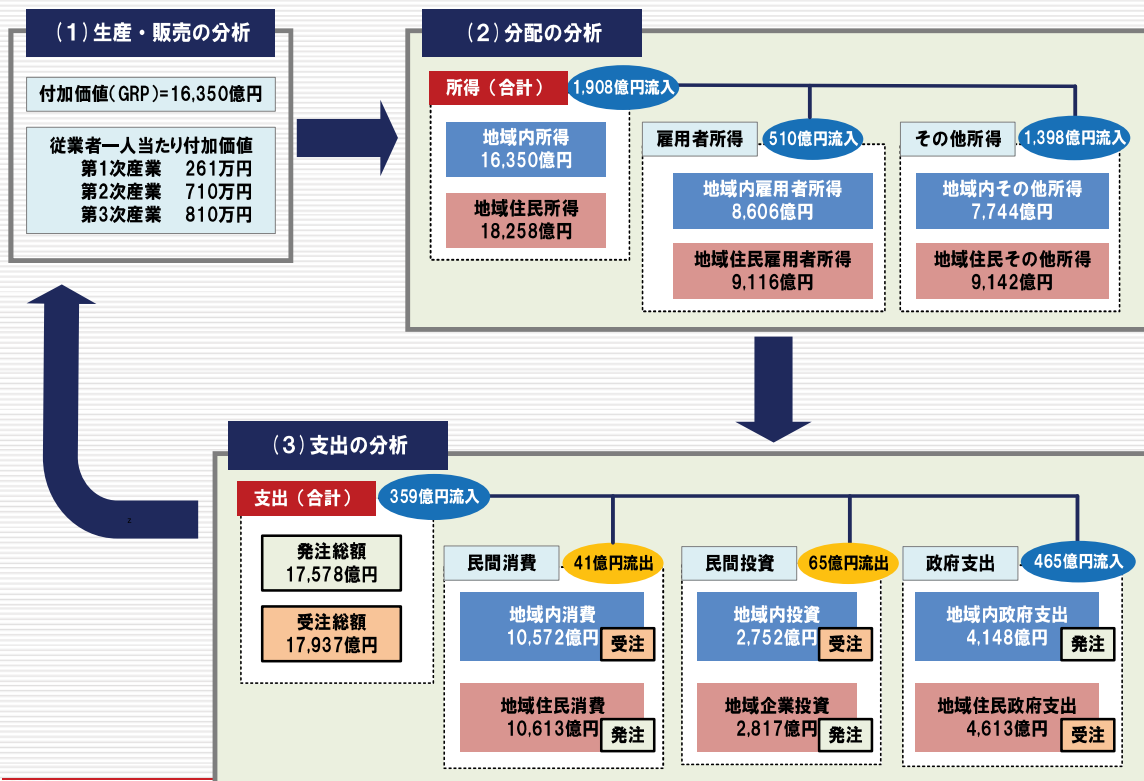 (1)生産・販売の分析
付加価値(GRP)=16,350億円
従業者一人当たり付加価値
第1次産業 261万円
第2次産業 710万円
第3次産業 810万円
(2)分配の分析
所得(合計)
1,908億円流入
地域内所得
16,350億円
地域住民所得
18,258億円
雇用者所得
510億円流入
地域内雇用者所得
8,606億円
地域住民雇用者所得
9,116億円
その他所得
1,398億円流入
地域内その他所得
7,744億円
地域住民その他所得
9,142億円
(3)支出の分析
支出(合計)
359億円流入
発注総額
17,578億円
受注総額
17,937億円
民間消費
41億円流出
地域内消費
10,572億円
受注
地域住民消費
10,613億円
発注
民間投資
65億円流出
地域内投資
2,752億円
受注
地域企業投資
2,817億円
発注
政府支出
465億円流入
地域内政府支出
4,148億円
発注
地域住民政府支出
4,613億円
受注
2